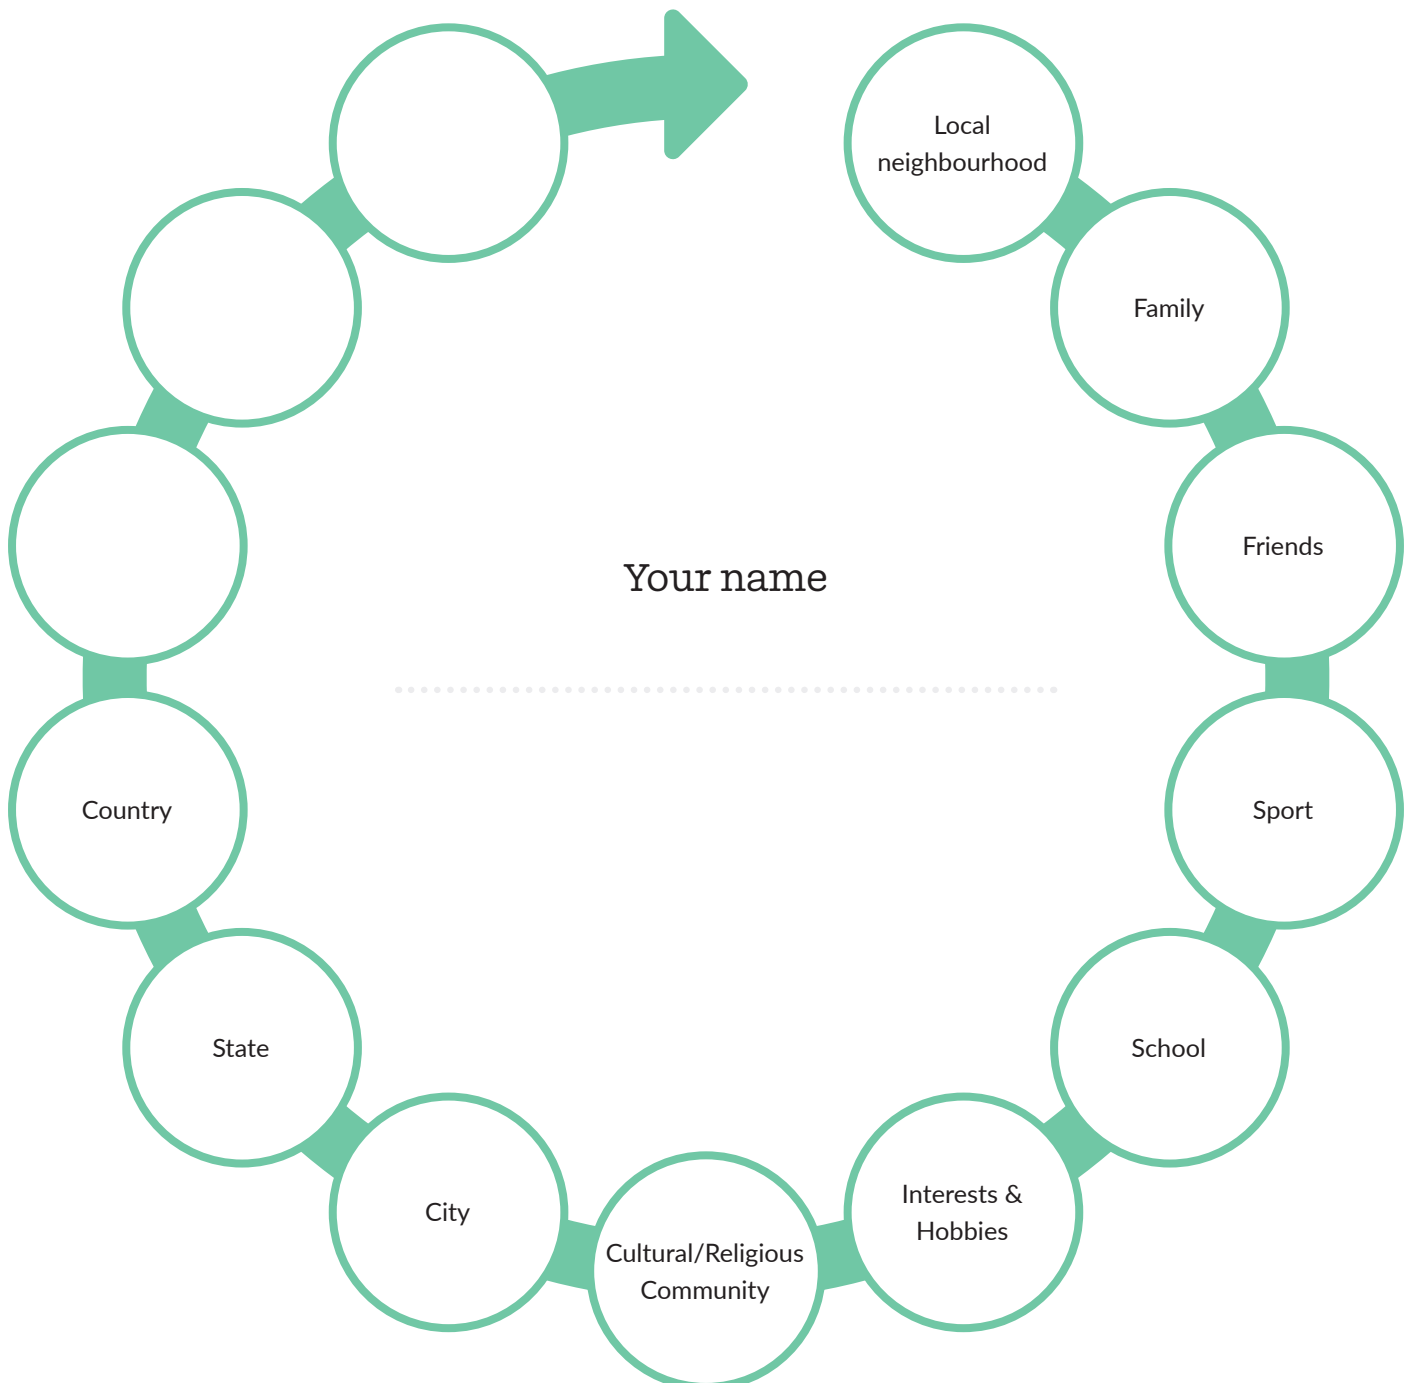 Local
neighbourhood
Family
Friends
Sport
School
Interests &
Hobbies
Cultural/Religious
Community
City
State
Country
Your name